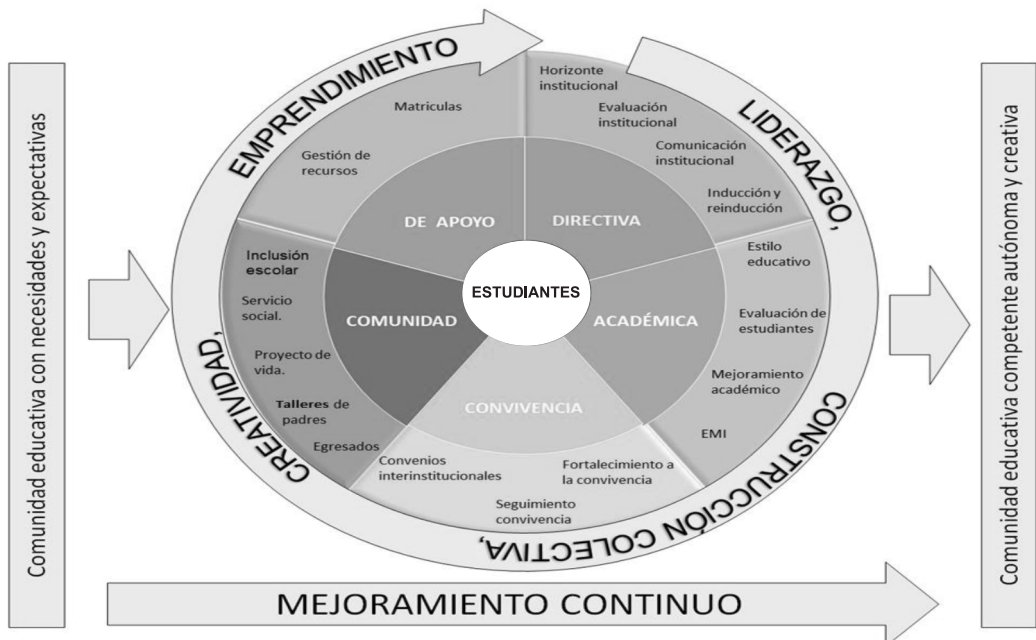 Comunidad educativa con necesidades y expectativas
EMPRENDIMIENTO
LIDERAZGO,
CONSTRUCCIÓN COLECTIVA,
CREATIVIDAD,
Matriculas
Gestión de
recursos
DE APOYO
Horizonte
institucional
Evaluación
institucional
Comunicación
institucional
Inducción y
reinducción
DIRECTIVA
Estilo
educativo
Evaluación de
estudiantes
Mejoramiento
académico
EMI
ACADÉMICA
ESTUDIANTES
Inclusión
escolar
Servicio
social.
Proyecto de
vida.
Talleres de
padres
Egresados
COMUNIDAD
CONVIVENCIA
Convenios
interinstitucionales
Fortalecimiento a
la convivencia
Seguimiento
convivencia
Comunidad educativa competente autónoma y creativa
MEJORAMIENTO CONTINUO